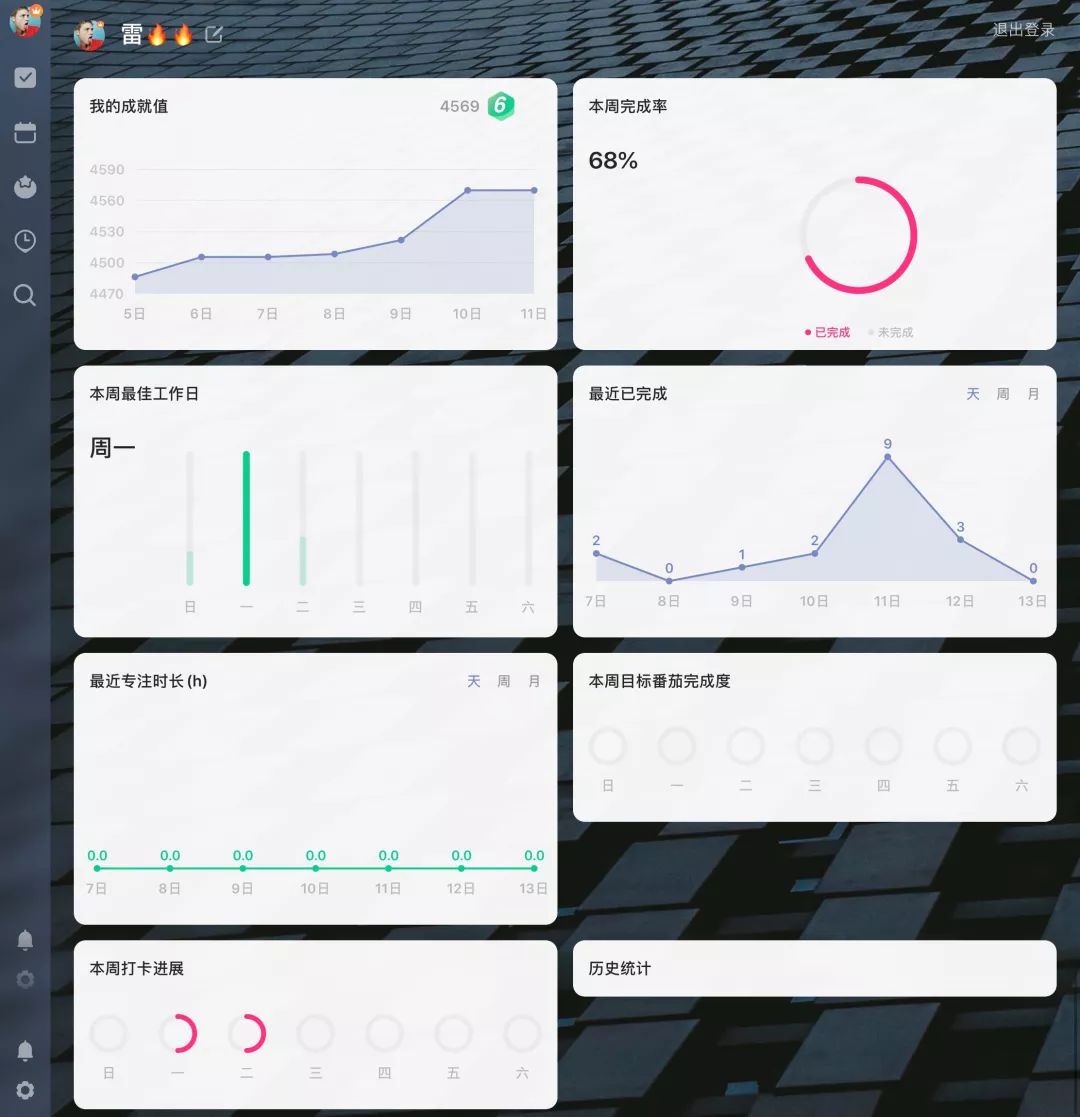 雷🔥🔥
退出登录
我的成就值
4569 6
4590
4560
4530
4500
4470
5日 6日 7日 8日 9日 10日 11日
本周完成率
68%
已完成 未完成
本周最佳工作日
周一
日 一 二 三 四 五 六
最近已完成
天 周 月
2 0 1 2 9 3 0
7日 8日 9日 10日 11日 12日 13日
最近专注时长(h)
天 周 月
0.0 0.0 0.0 0.0 0.0 0.0 0.0
7日 8日 9日 10日 11日 12日 13日
本周目标番茄完成度
日 一 二 三 四 五 六
本周打卡进展
日 一 二 三 四 五 六
历史统计